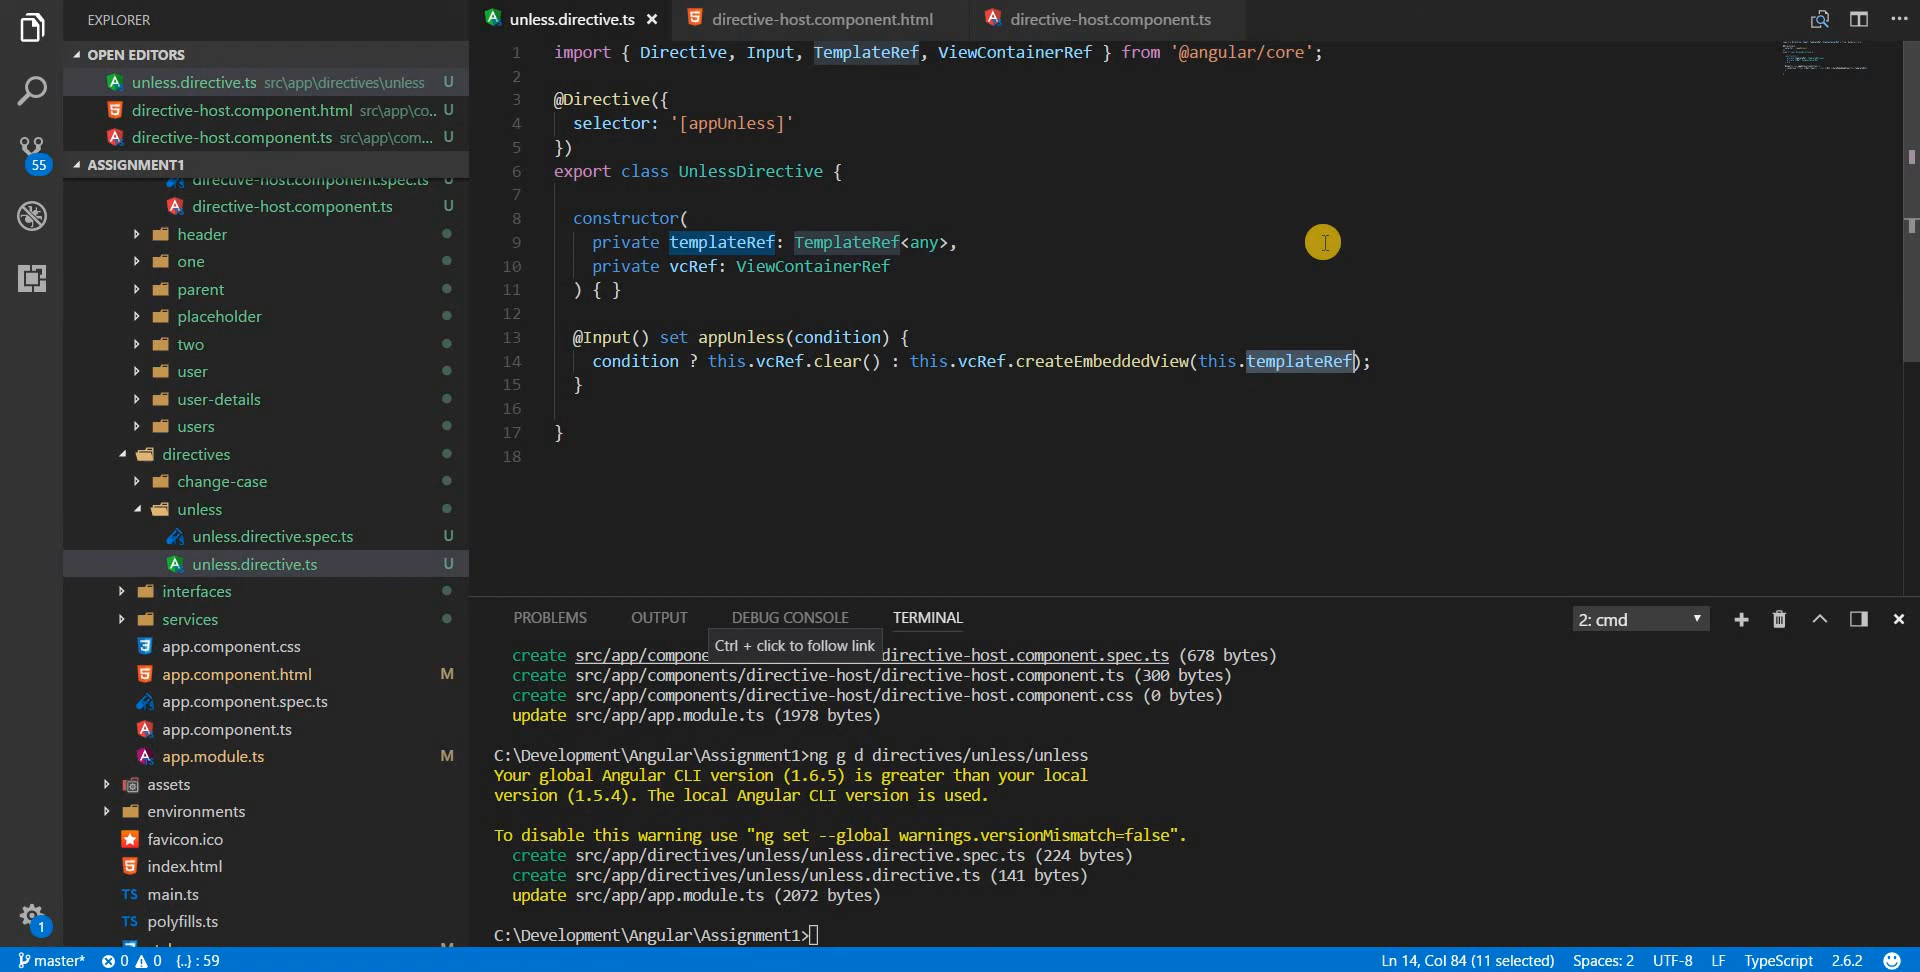 EXPLORER
OPEN EDITORS
unless.directive.ts src\app\directives\unless U
directive-host.component.html src\app\co... U
directive-host.component.ts src\app\com... U
ASSIGNMENT1
directive-host.component.spec.ts U
directive-host.component.ts U
header
one
parent
placeholder
two
user
user-details
users
directives
change-case
unless
unless.directive.spec.ts U
unless.directive.ts U
interfaces
services
app.component.css
app.component.html M
app.component.spec.ts
app.component.ts
app.module.ts M
assets
environments
favicon.ico
index.html
TS main.ts
TS polyfills.ts
55
1
unless.directive.ts directive-host.component.html directive-host.component.ts
1 import { Directive, Input, TemplateRef, ViewContainerRef } from '@angular/core';
2
3 @Directive({
4 selector: '[appUnless]'
5 })
6 export class UnlessDirective {
7
8 constructor(
9 private templateRef: TemplateRef<any>,
10 private vcRef: ViewContainerRef
11 ) { }
12
13 @Input() set appUnless(condition) {
14 condition ? this.vcRef.clear() : this.vcRef.createEmbeddedView(this.templateRef);
15 }
16
17 }
18
PROBLEMS OUTPUT DEBUG CONSOLE TERMINAL 2: cmd
Ctrl + click to follow link
create src/app/compone directive-host.component.spec.ts (678 bytes)
create src/app/components/directive-host/directive-host.component.ts (300 bytes)
create src/app/components/directive-host/directive-host.component.css (0 bytes)
update src/app/app.module.ts (1978 bytes)
C:\Development\Angular\Assignment1>ng g d directives/unless/unless
Your global Angular CLI version (1.6.5) is greater than your local
version (1.5.4). The local Angular CLI version is used.
To disable this warning use "ng set --global warnings.versionMismatch=false".
create src/app/directives/unless/unless.directive.spec.ts (224 bytes)
create src/app/directives/unless/unless.directive.ts (141 bytes)
update src/app/app.module.ts (2072 bytes)
C:\Development\Angular\Assignment1>
master* 0 0 {..} : 59 Ln 14, Col 84 (11 selected) Spaces: 2 UTF-8 LF TypeScript 2.6.2